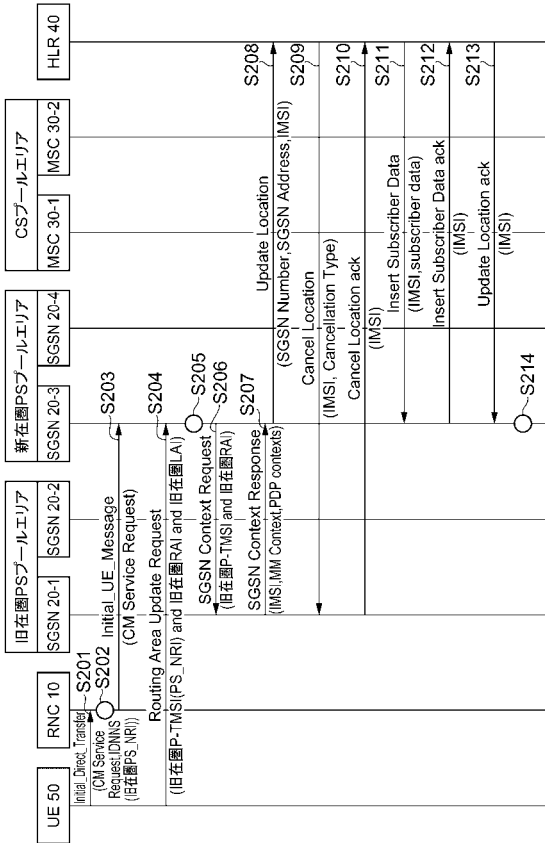 UE 50
RNC 10
旧在圏PSプールエリア
SGSN 20-1
SGSN 20-2
新在圏PSプールエリア
SGSN 20-3
SGSN 20-4
CSプールエリア
MSC 30-1
MSC 30-2
HLR 40
Initial_Direct_Transfer
S201
(CM Service
Request,IDNNS
(旧在圏PS_NRI))
S202
Initial_UE_Message
(CM Service Request)
S203
Routing Area Update Request
(旧在圏P-TMSI(PS_NRI) and 旧在圏RAI and 旧在圏LAI)
S204
S205
SGSN Context Request
(旧在圏P-TMSI and 旧在圏RAI)
S206
SGSN Context Response
(IMSI,MM Context,PDP contexts)
S207
Update Location
(SGSN Number,SGSN Address,IMSI)
S208
Cancel Location
(IMSI, Cancellation Type)
S209
Cancel Location ack
(IMSI)
S210
Insert Subscriber Data
(IMSI,subscriber data)
S211
Insert Subscriber Data ack
(IMSI)
S212
Update Location ack
(IMSI)
S213
S214